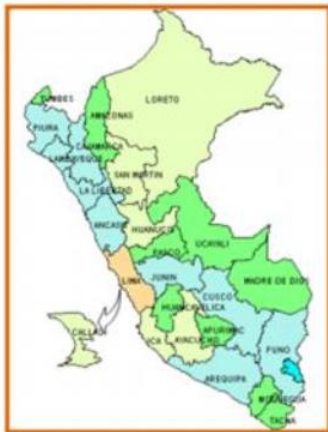 TUMBES
LORETO
AMAZONAS
PIURA
CAJAMARCA
LAMBAYEQUE
SAN MARTIN
LA LIBERTAD
ANCASH
HUANUCO
UCAYALI
PASCO
LIMA
JUNIN
MADRE DE DIOS
CUSCO
HUANCAVELICA
CALLAO
APURIMAC
ICA
AYACUCHO
PUNO
AREQUIPA
MOQUEGUA
TACNA